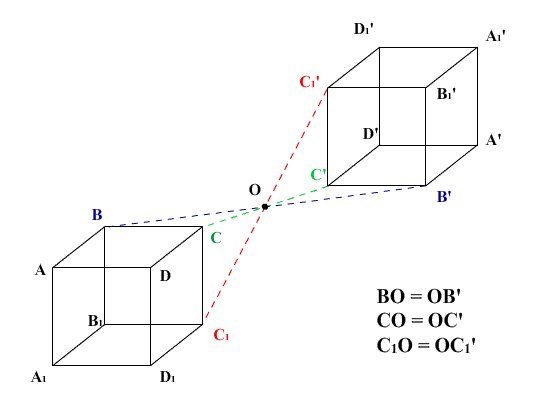 D₁'
A₁'
C₁'
B₁'
D'
A'
C'
O
B'
B
C
A
D
B₁
C₁
A₁
D₁
BO = OB'
CO = OC'
C₁O = OC₁'